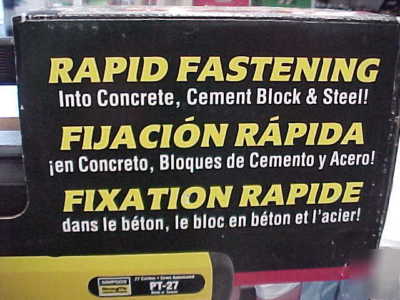 RAPID FASTENING
Into Concrete, Cement Block & Steel!
FIJACIÓN RÁPIDA
¡en Concreto, Bloques de Cemento y Acero!
FIXATION RAPIDE
dans le béton, le bloc en béton et l'acier!
SIMPSON
PT-27